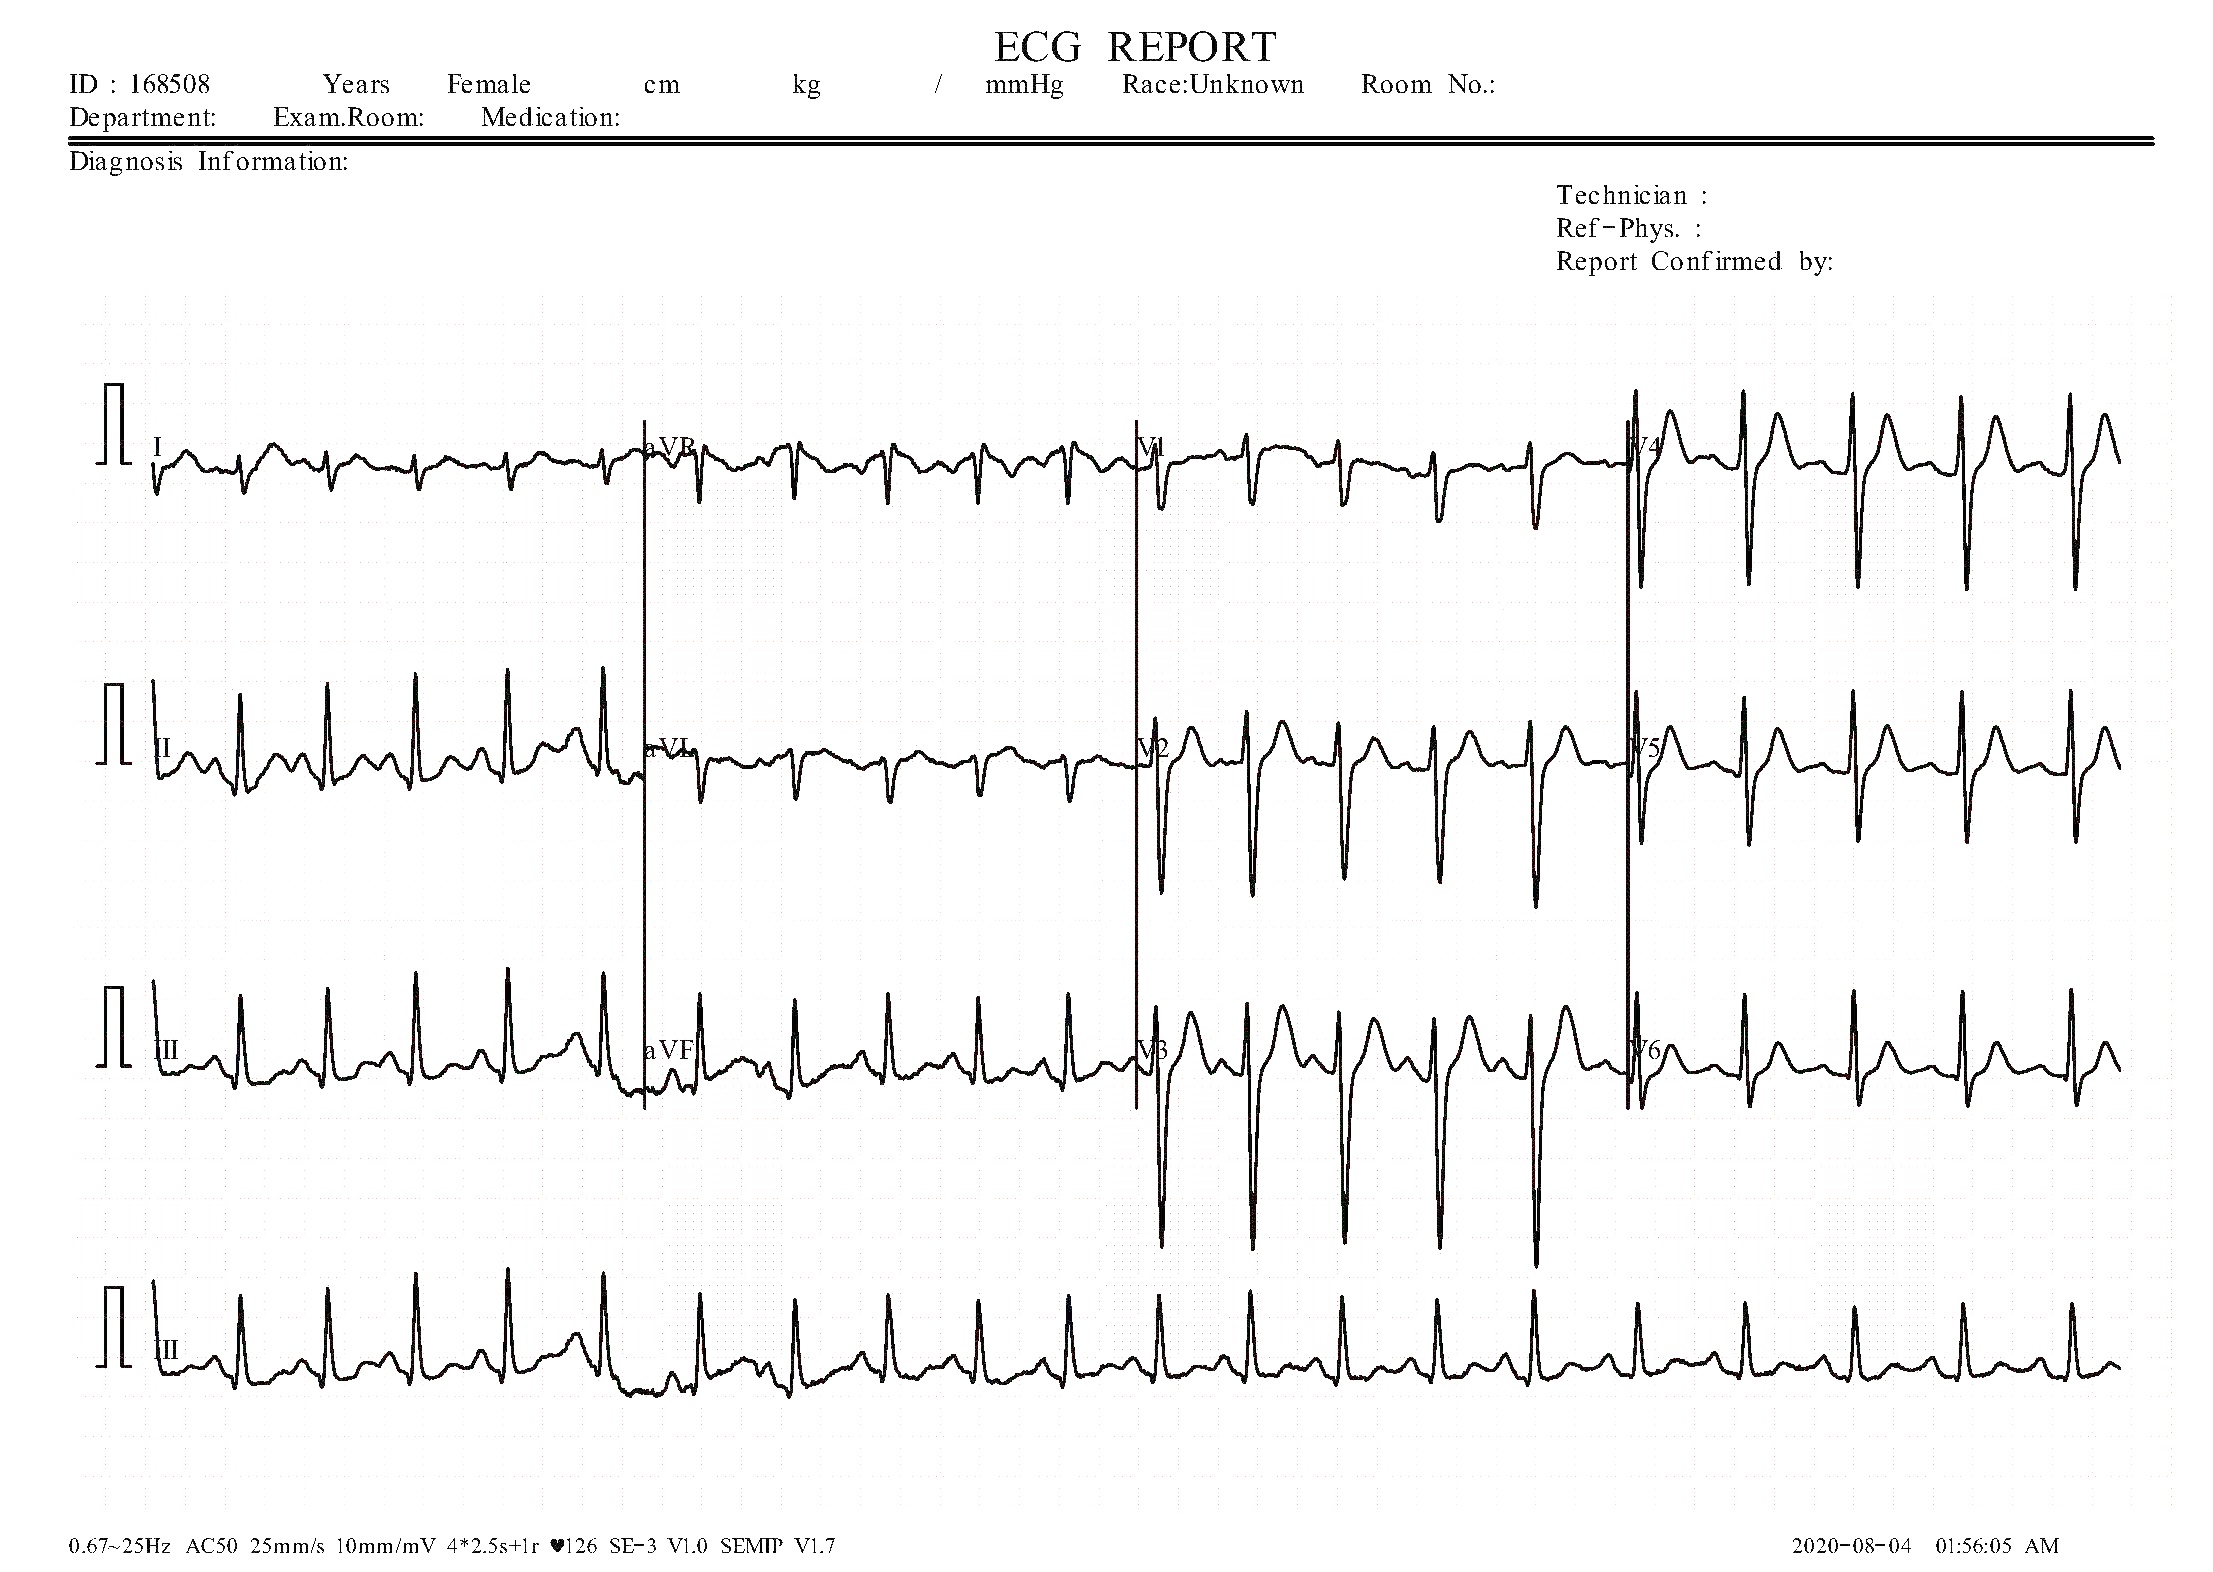 ECG REPORT
ID : 168508 Years Female cm kg / mmHg Race:Unknown Room No.:
Department: Exam.Room: Medication:
Diagnosis Information:
Technician :
Ref-Phys. :
Report Confirmed by:
I aVR V1 V4
II aVL V2 V5
III aVF V3 V6
III
0.67~25Hz AC50 25mm/s 10mm/mV 4*2.5s+1r ♥126 SE-3 V1.0 SEMIP V1.7 2020-08-04 01:56:05 AM